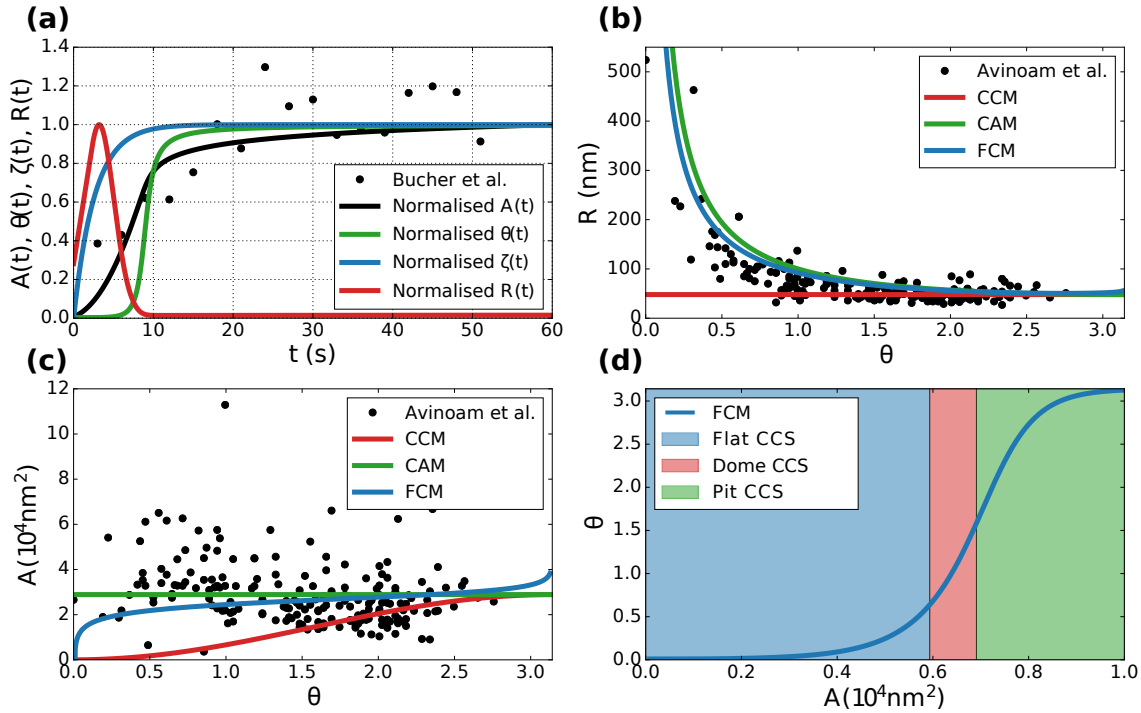 (a)
A(t), θ(t), ζ(t), R(t)
1.4
1.2
1.0
0.8
0.6
0.4
0.2
0.0
0 10 20 30 40 50 60
t (s)
Bucher et al.
Normalised A(t)
Normalised θ(t)
Normalised ζ(t)
Normalised R(t)
(b)
R (nm)
500
400
300
200
100
0
0.0 0.5 1.0 1.5 2.0 2.5 3.0
θ
Avinoam et al.
CCM
CAM
FCM
(c)
A(10⁴nm²)
12
10
8
6
4
2
0
0.0 0.5 1.0 1.5 2.0 2.5 3.0
θ
Avinoam et al.
CCM
CAM
FCM
(d)
θ
3.0
2.5
2.0
1.5
1.0
0.5
0.0
0.0 0.2 0.4 0.6 0.8 1.0
A(10⁴nm²)
FCM
Flat CCS
Dome CCS
Pit CCS